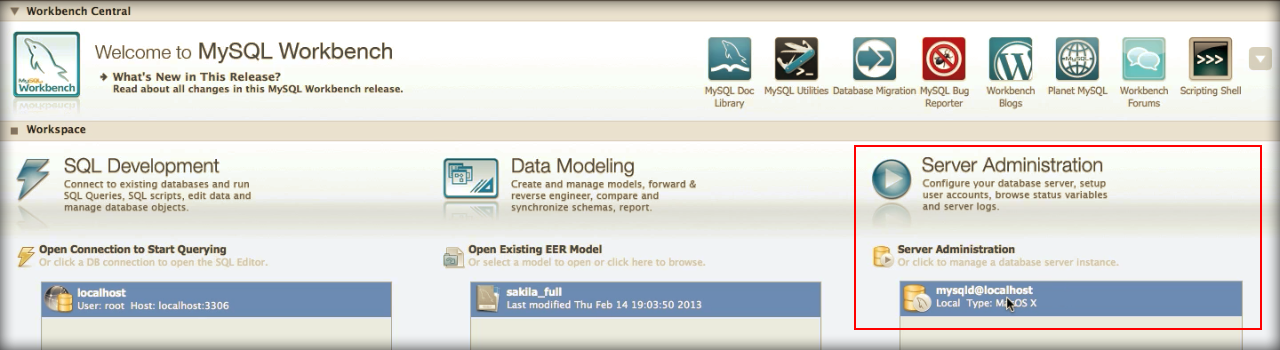 Workbench Central
MySQL
Workbench
Welcome to MySQL Workbench
What's New in This Release?
Read about all changes in this MySQL Workbench release.
MySQL Doc
Library
MySQL Utilities
Database Migration
MySQL Bug
Reporter
Workbench
Blogs
MySQL
Planet MySQL
Workbench
Forums
>>>
Scripting Shell
Workspace
SQL Development
Connect to existing databases and run
SQL Queries, SQL scripts, edit data and
manage database objects.
Open Connection to Start Querying
Or click a DB connection to open the SQL Editor.
localhost
User: root Host: localhost:3306
Data Modeling
Create and manage models, forward &
reverse engineer, compare and
synchronize schemas, report.
Open Existing EER Model
Or select a model to open or click here to browse.
sakila_full
Last modified Thu Feb 14 19:03:50 2013
Server Administration
Configure your database server, setup
user accounts, browse status variables
and server logs.
Server Administration
Or click to manage a database server instance.
mysqld@localhost
Local Type: MacOS X